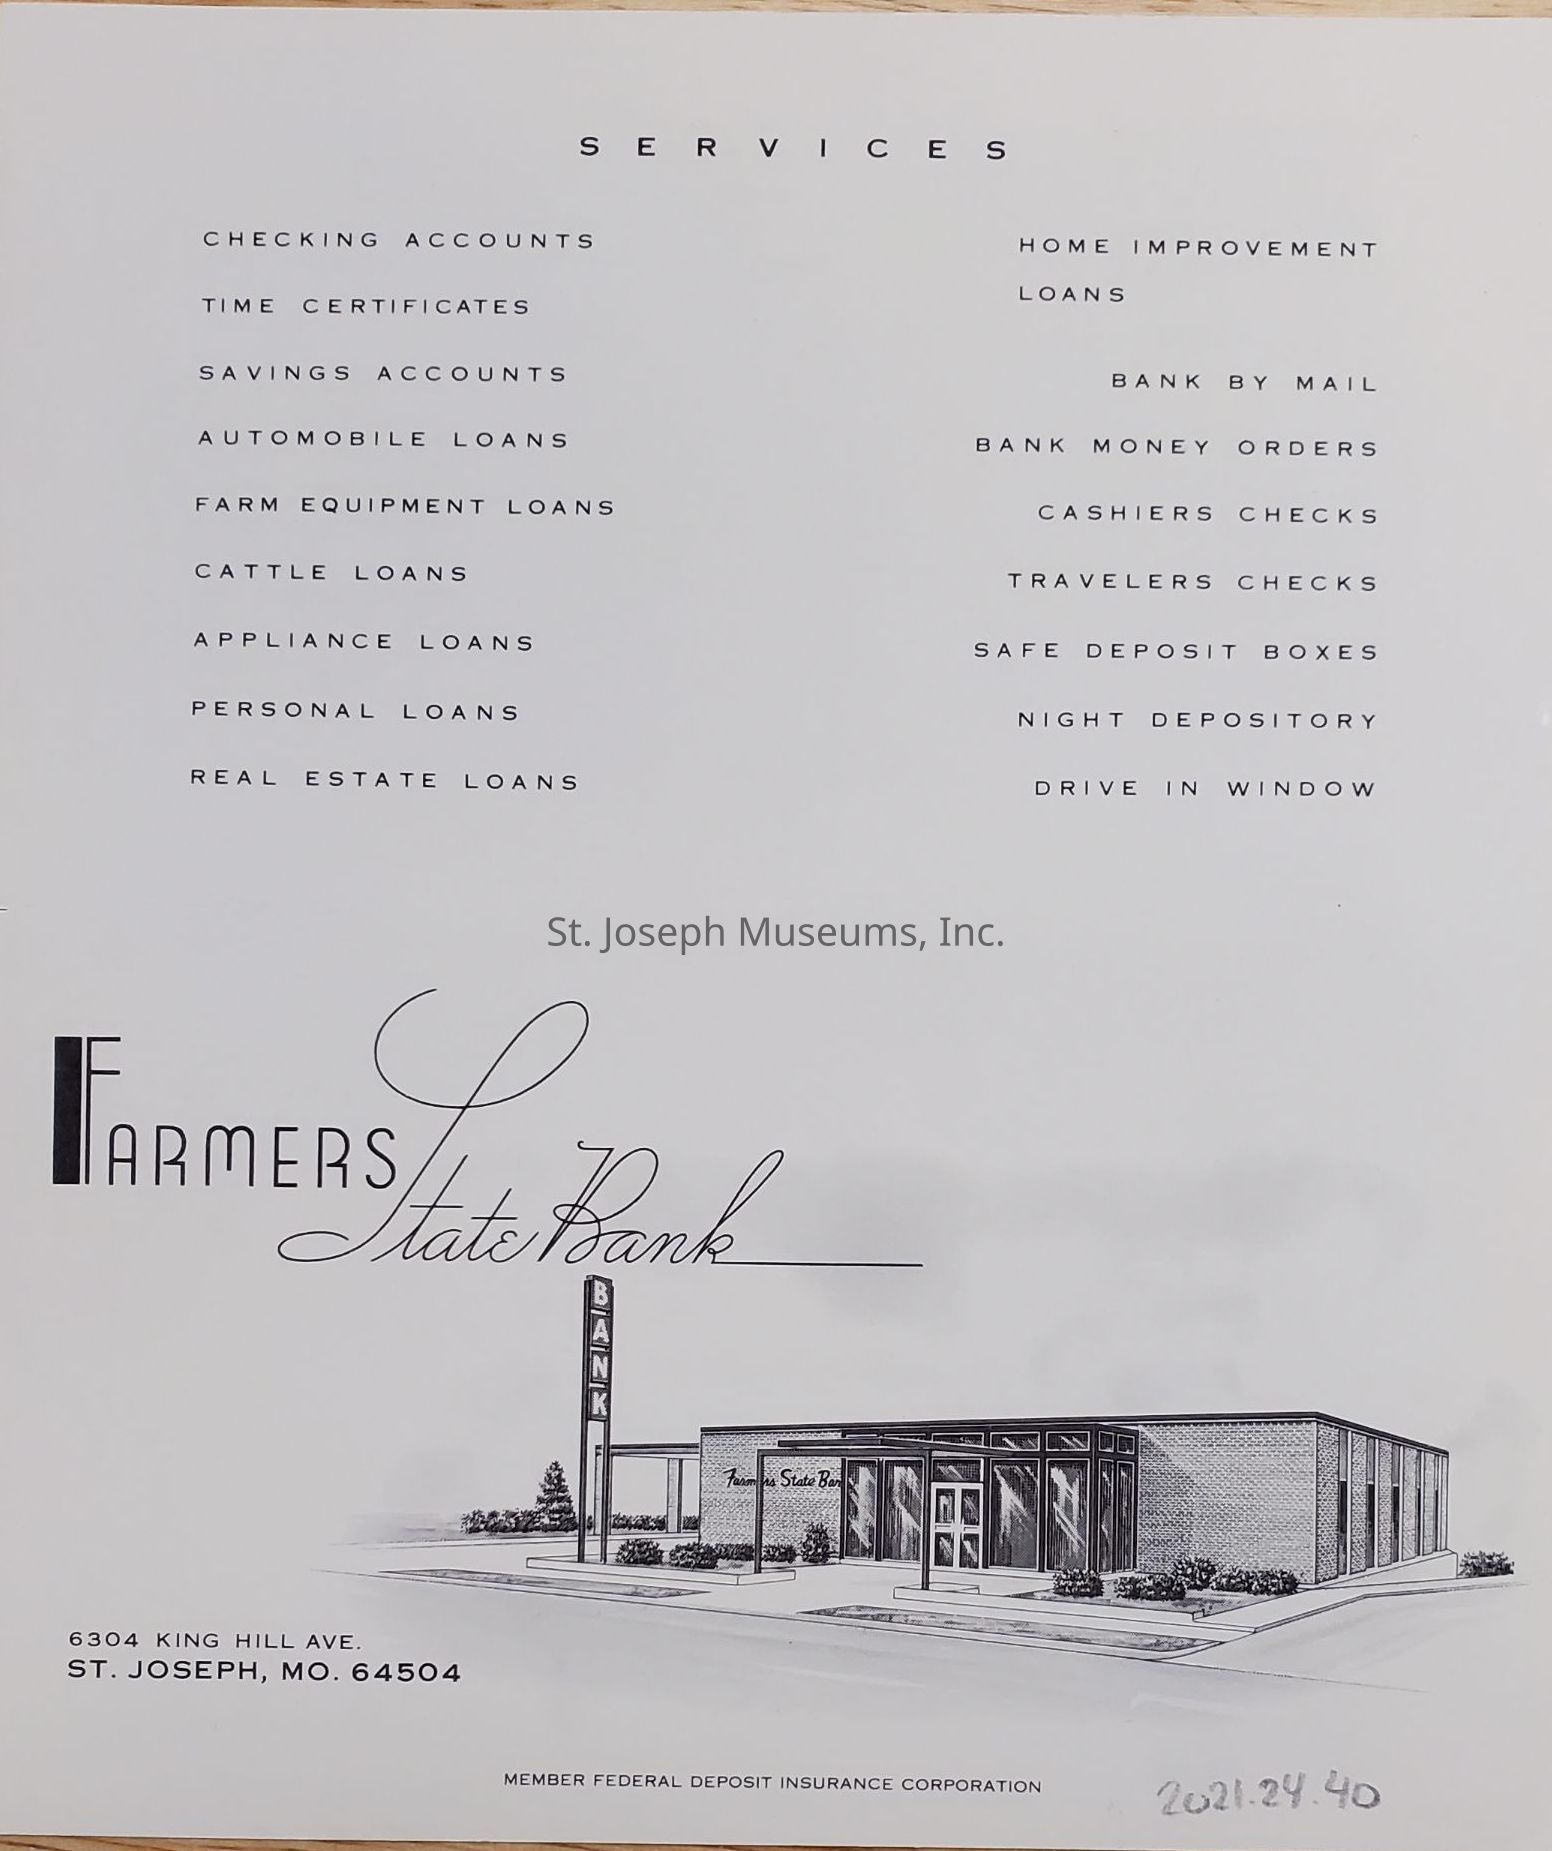 SERVICES
CHECKING ACCOUNTS
TIME CERTIFICATES
SAVINGS ACCOUNTS
AUTOMOBILE LOANS
FARM EQUIPMENT LOANS
CATTLE LOANS
APPLIANCE LOANS
PERSONAL LOANS
REAL ESTATE LOANS
HOME IMPROVEMENT
LOANS
BANK BY MAIL
BANK MONEY ORDERS
CASHIERS CHECKS
TRAVELERS CHECKS
SAFE DEPOSIT BOXES
NIGHT DEPOSITORY
DRIVE IN WINDOW
St. Joseph Museums, Inc.
FARMERS
State Bank
BANK
Farmers State Ban
6304 KING HILL AVE.
ST. JOSEPH, MO. 64504
MEMBER FEDERAL DEPOSIT INSURANCE CORPORATION
2021.24.40